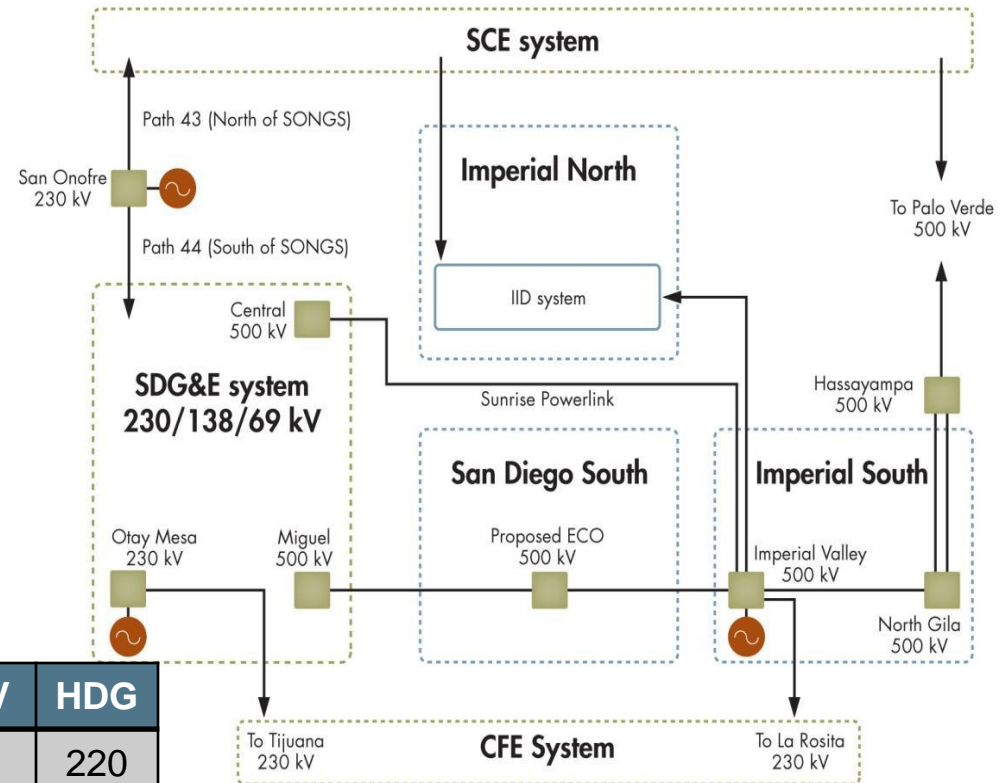 SCE system
Path 43 (North of SONGS)
San Onofre
230 kV
Path 44 (South of SONGS)
Imperial North
IID system
To Palo Verde
500 kV
Central
500 kV
SDG&E system
230/138/69 kV
Sunrise Powerlink
Hassayampa
500 kV
San Diego South
Imperial South
Otay Mesa
230 kV
Miguel
500 kV
Proposed ECO
500 kV
Imperial Valley
500 kV
North Gila
500 kV
HDG
220
To Tijuana
230 kV
CFE System
To La Rosita
230 kV